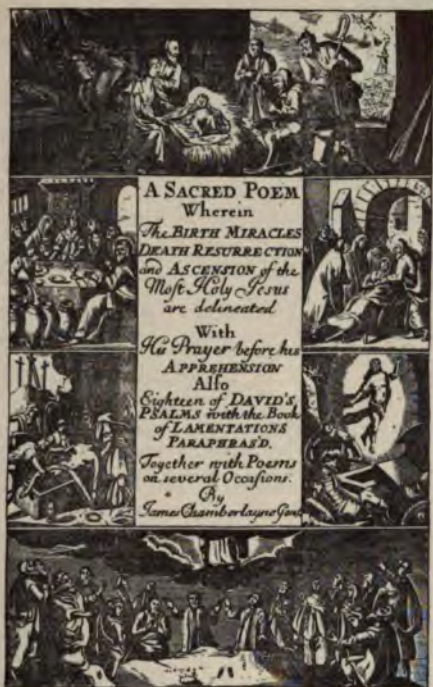 A SACRED POEM
Wherein
The BIRTH MIRACLES
DEATH RESURRECTION
and ASCENSION of the
Moſt Holy Jesus
are delineated
With
His Prayer before his
APPREHENSION
Also
Eighteen of DAVID'S
PSALMS with the Book
of LAMENTATIONS
PARAPHRAS'D.
Together with Poems
on several Occasions.
By
James Chamberlayne Gent